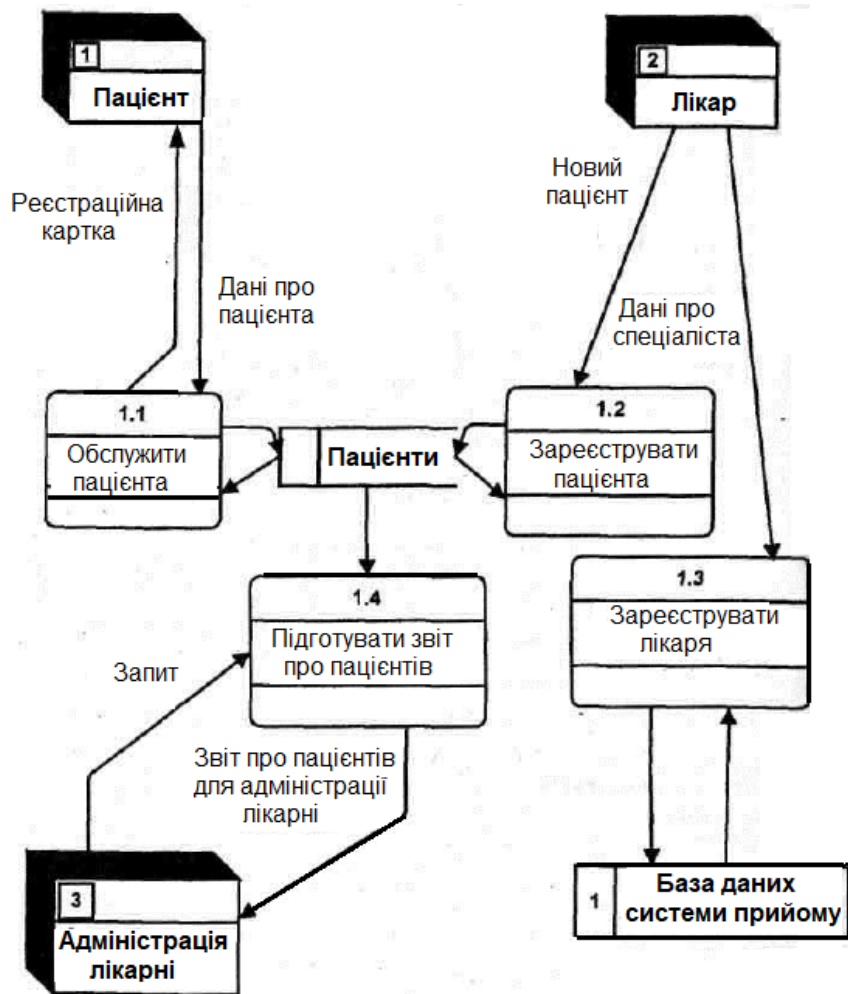 1
Пацієнт
2
Лікар
Новий
пацієнт
Реєстраційна
картка
Дані про
пацієнта
Дані про
спеціаліста
1.1
Обслужити
пацієнта
Пацієнти
1.2
Зареєструвати
пацієнта
1.4
Підготувати звіт
про пацієнтів
1.3
Зареєструвати
лікаря
Запит
Звіт про пацієнтів
для адміністрації
лікарні
3
Адміністрація
лікарні
1
База даних
системи прийому